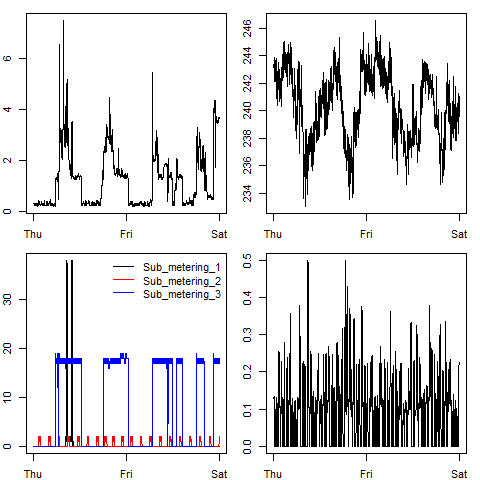 0 2 4 6
Thu Fri Sat
234 236 238 240 242 244 246
Thu Fri Sat
0 10 20 30
Sub_metering_1
Sub_metering_2
Sub_metering_3
Thu Fri Sat
0.0 0.1 0.2 0.3 0.4 0.5
Thu Fri Sat